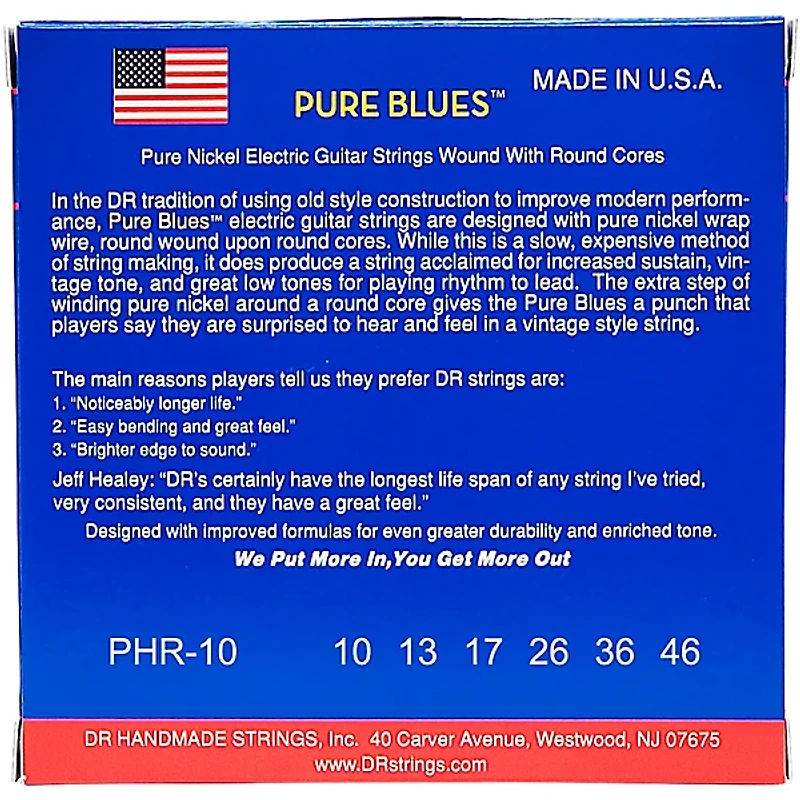 PURE BLUES™
MADE IN U.S.A.
Pure Nickel Electric Guitar Strings Wound With Round Cores
In the DR tradition of using old style construction to improve modern perform-
ance, Pure Blues™ electric guitar strings are designed with pure nickel wrap
wire, round wound upon round cores. While this is a slow, expensive method
of string making, it does produce a string acclaimed for increased sustain, vin-
tage tone, and great low tones for playing rhythm to lead. The extra step of
winding pure nickel around a round core gives the Pure Blues a punch that
players say they are surprised to hear and feel in a vintage style string.
The main reasons players tell us they prefer DR strings are:
1. “Noticeably longer life.”
2. “Easy bending and great feel.”
3. “Brighter edge to sound.”
Jeff Healey: “DR’s certainly have the longest life span of any string I’ve tried,
very consistent, and they have a great feel.”
Designed with improved formulas for even greater durability and enriched tone.
We Put More In,You Get More Out
PHR-10 10 13 17 26 36 46
DR HANDMADE STRINGS, Inc. 40 Carver Avenue, Westwood, NJ 07675
www.DRstrings.com